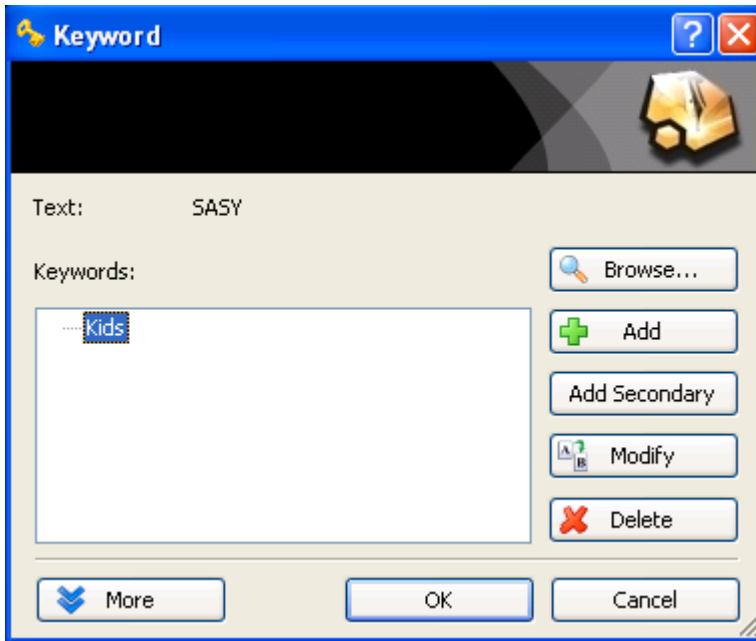 Keyword
Text: SASY
Keywords:
Browse...
Kids
Add
Add Secondary
Modify
Delete
More
OK
Cancel